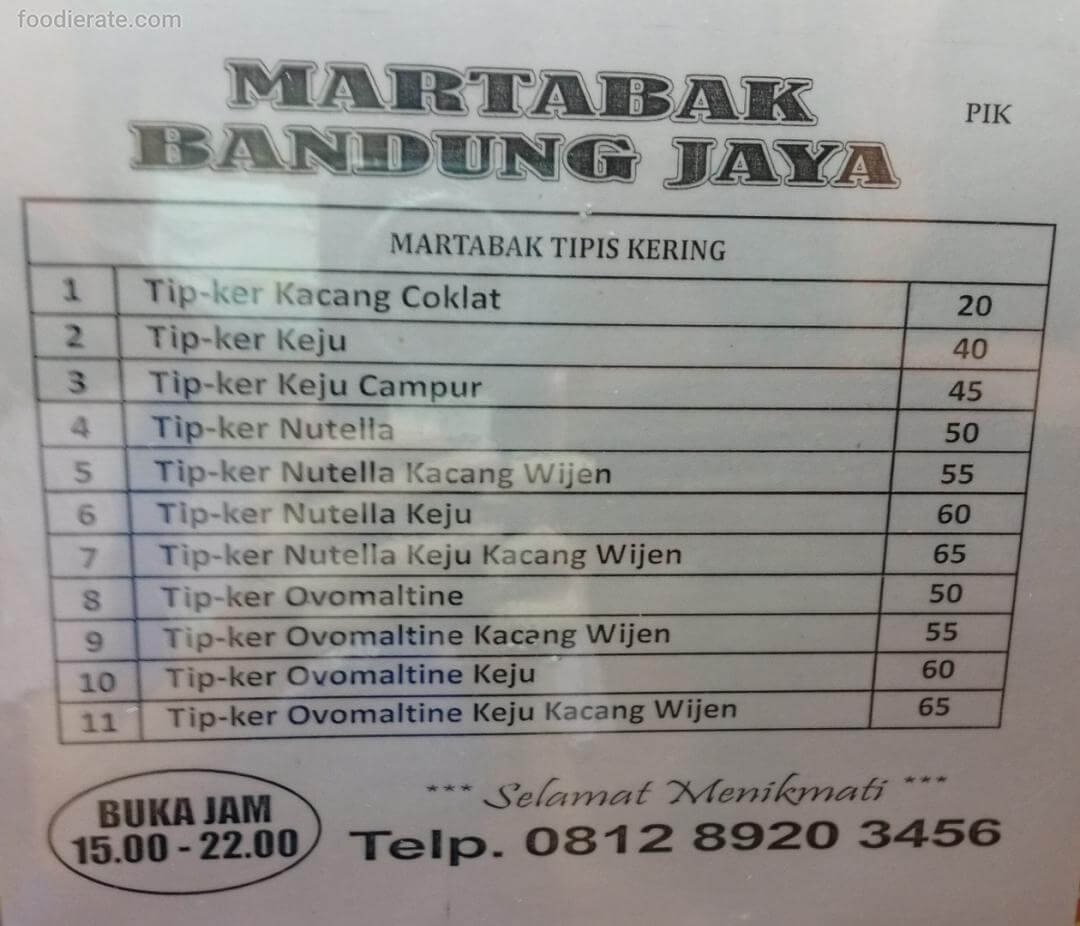 foodierate.com
MARTABAK
BANDUNG JAYA
PIK
MARTABAK TIPIS KERING
1 Tip-ker Kacang Coklat 20
2 Tip-ker Keju 40
3 Tip-ker Keju Campur 45
4 Tip-ker Nutella 50
5 Tip-ker Nutella Kacang Wijen 55
6 Tip-ker Nutella Keju 60
7 Tip-ker Nutella Keju Kacang Wijen 65
8 Tip-ker Ovomaltine 50
9 Tip-ker Ovomaltine Kacang Wijen 55
10 Tip-ker Ovomaltine Keju 60
11 Tip-ker Ovomaltine Keju Kacang Wijen 65
BUKA JAM
15.00 - 22.00
*** Selamat Menikmati ***
Telp. 0812 8920 3456